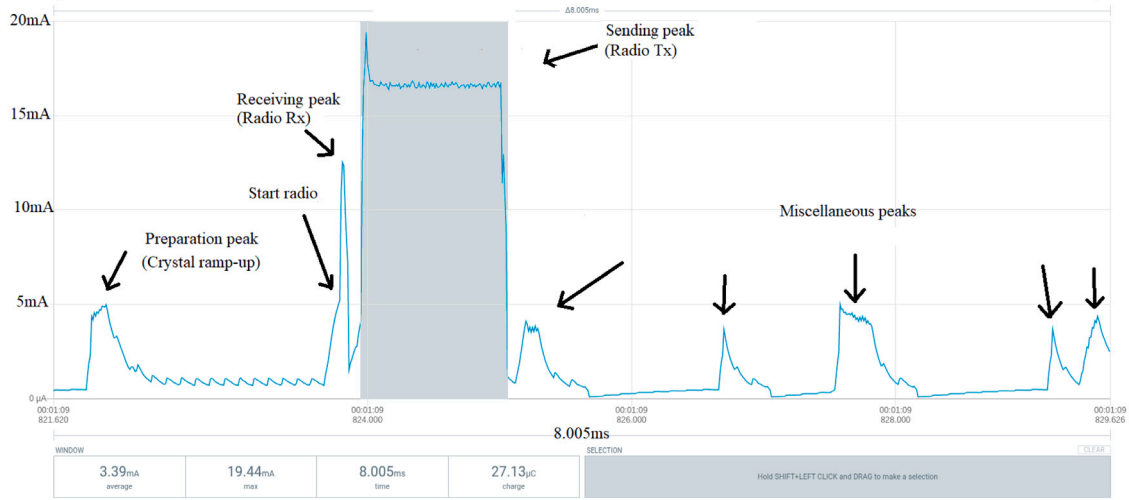 20mA
Δ8.005ms
Sending peak
(Radio Tx)
15mA
Receiving peak
(Radio Rx)
Start radio
10mA
Miscellaneous peaks
Preparation peak
(Crystal ramp-up)
5mA
0 µA
00:01:09
821.620
00:01:09
824.000
00:01:09
826.000
00:01:09
828.000
00:01:09
829.626
8.005ms
WINDOW
3.39mA
average
19.44mA
max
8.005ms
time
27.13µC
charge
SELECTION
CLEAR
Hold SHIFT+LEFT CLICK and DRAG to make a selection